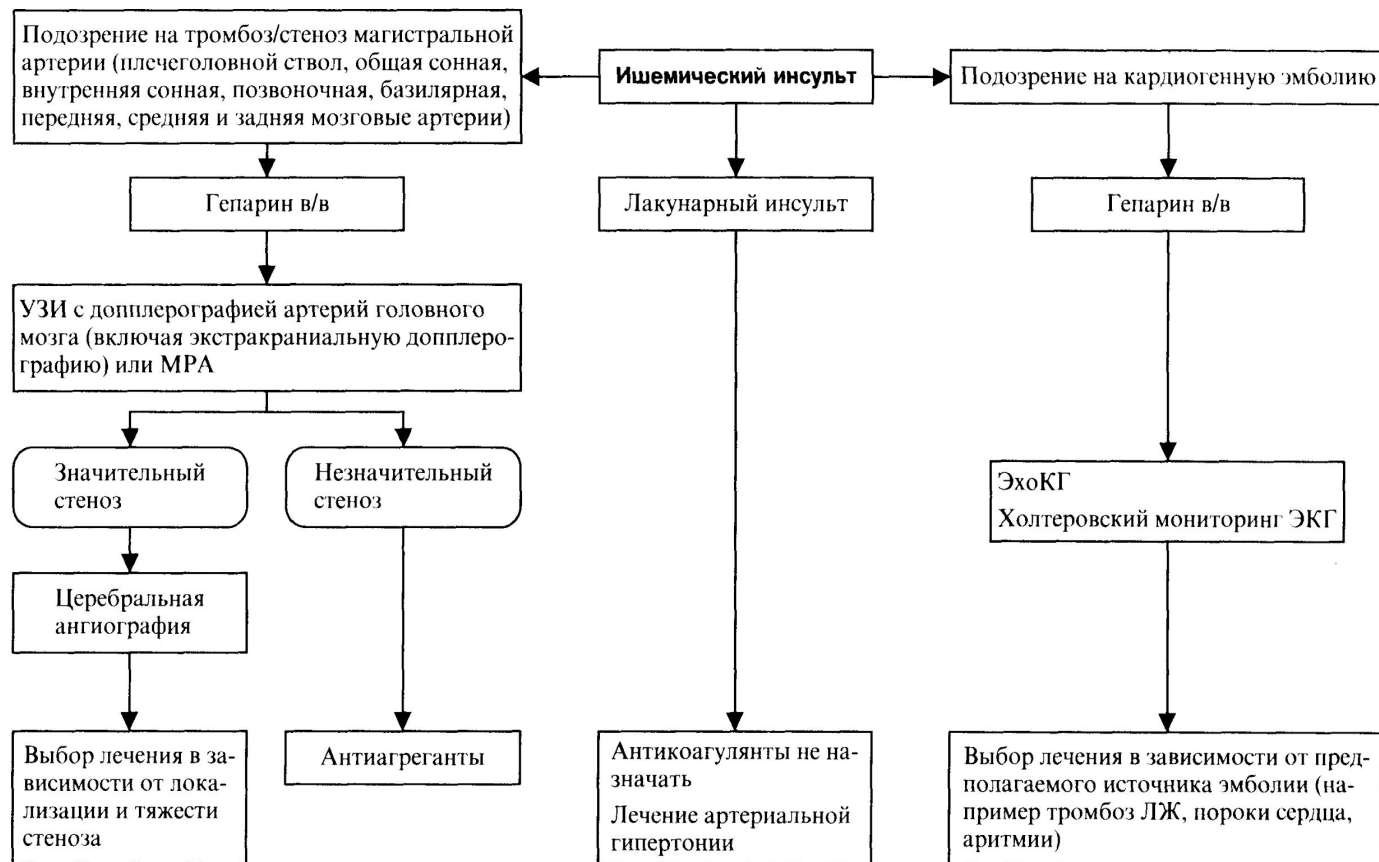 Подозрение на тромбоз/стеноз магистральной
артерии (плечеголовной ствол, общая сонная,
внутренняя сонная, позвоночная, базилярная,
передняя, средняя и задняя мозговые артерии)
Ишемический инсульт
Подозрение на кардиогенную эмболию
Гепарин в/в
Лакунарный инсульт
Гепарин в/в
УЗИ с допплерографией артерий головного
мозга (включая экстракраниальную допплеро-
графию) или МРА
Значительный
стеноз
Незначительный
стеноз
ЭхоКГ
Холтеровский мониторинг ЭКГ
Церебральная
ангиография
Выбор лечения в за-
висимости от лока-
лизации и тяжести
стеноза
Антиагреганты
Антикоагулянты не на-
значать
Лечение артериальной
гипертонии
Выбор лечения в зависимости от пред-
полагаемого источника эмболии (на-
пример тромбоз ЛЖ, пороки сердца,
аритмии)